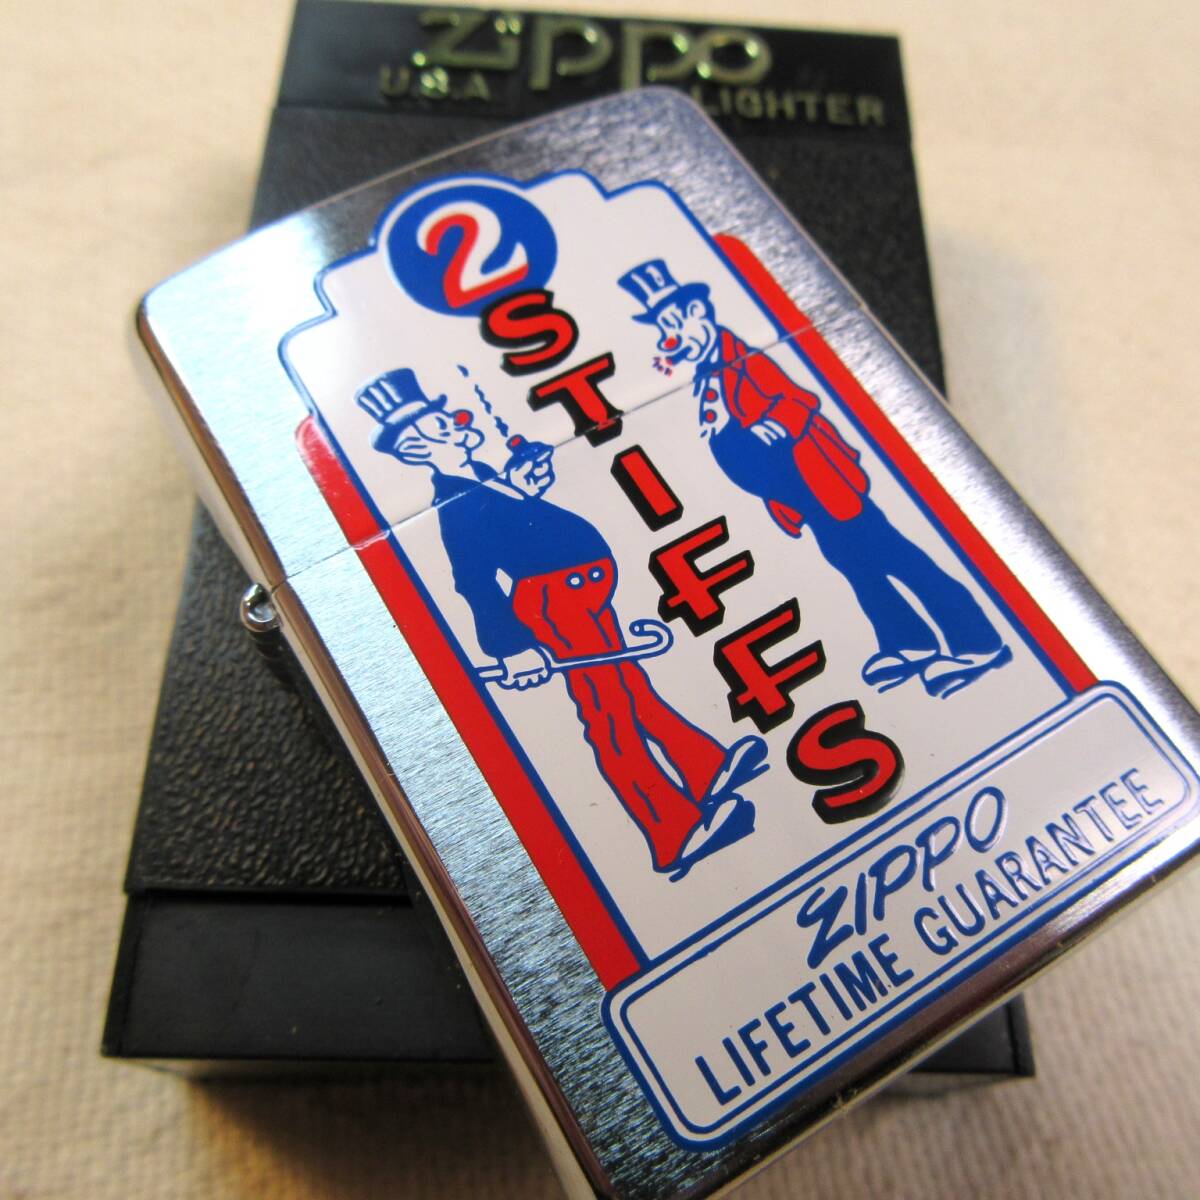 Zippo
U.S.A LIGHTER
2
STIFFS
ZIPPO
LIFETIME GUARANTEE